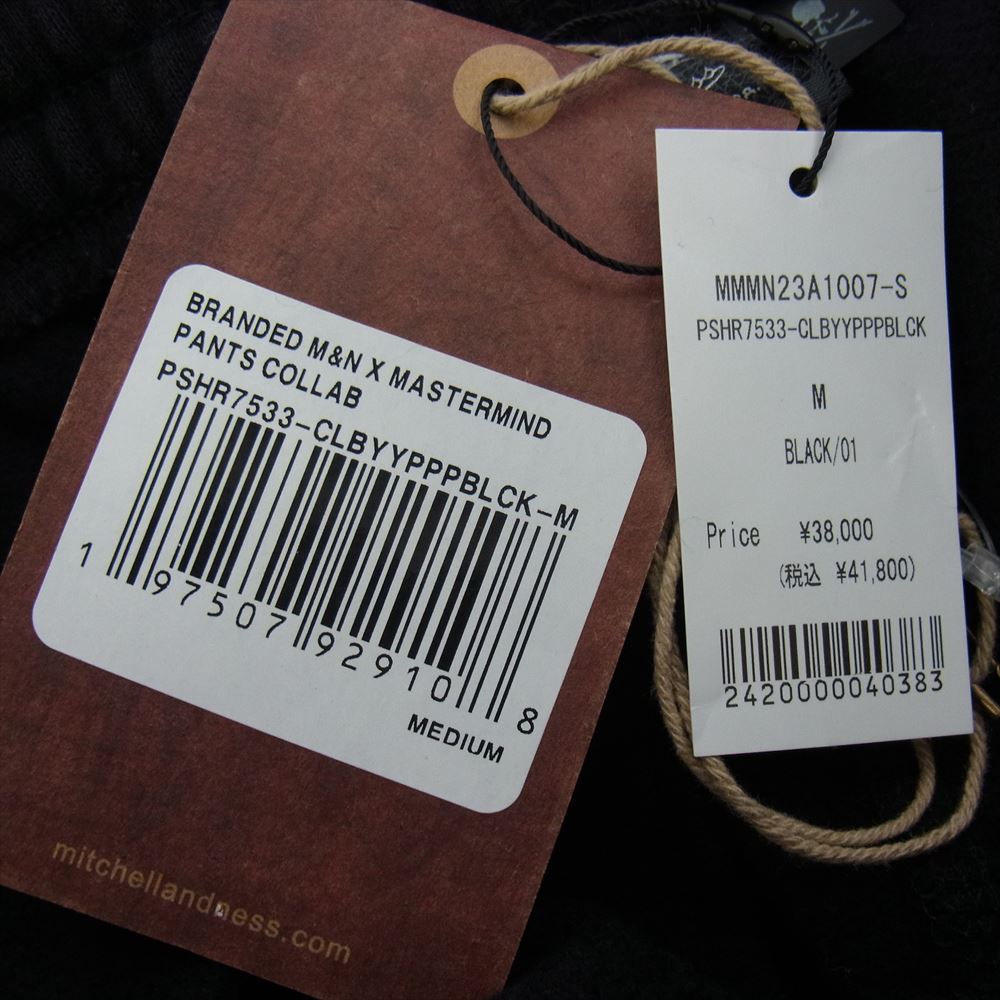 BRANDED M&N X MASTERMIND
PANTS COLLAB
PSHR7533-CLBYYPPPBLCK-M
1 97507 92910 8
MEDIUM
mitchellandness.com
MMMN23A1007-S
PSHR7533-CLBYYPPPBLCK
M
BLACK/01
Price ¥38,000
(税込 ¥41,800)
2420000040383